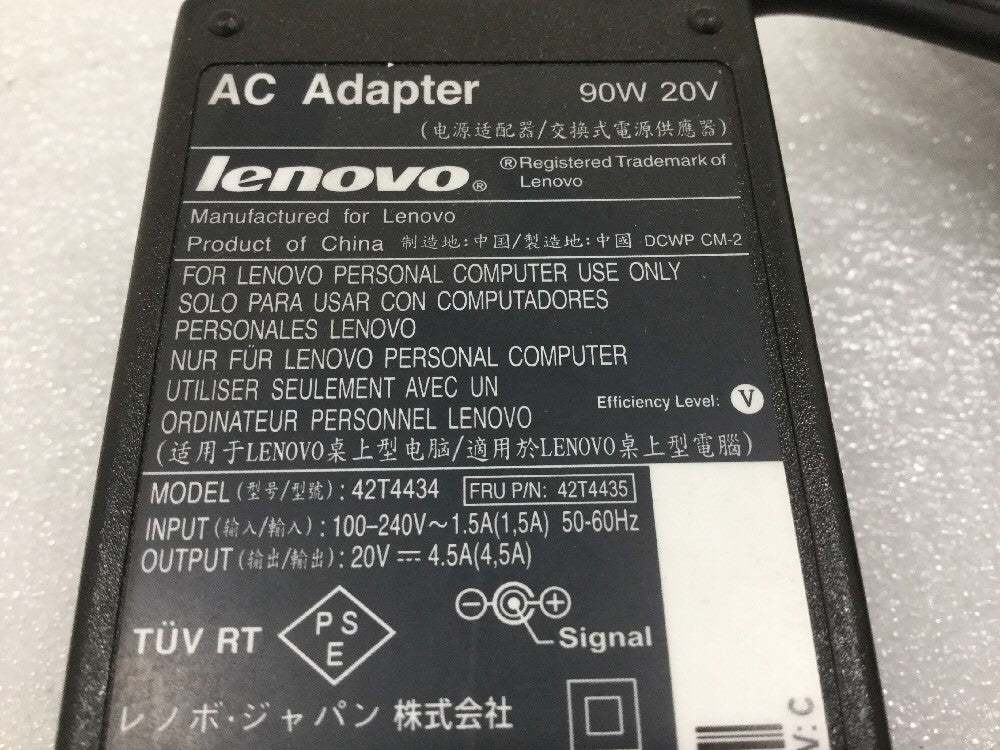 AC Adapter 90W 20V
(电源适配器/交換式電源供應器)
lenovo® ®Registered Trademark of
Lenovo
Manufactured for Lenovo
Product of China 制造地:中国/製造地:中國 DCWP CM-2
FOR LENOVO PERSONAL COMPUTER USE ONLY
SOLO PARA USAR CON COMPUTADORES
PERSONALES LENOVO
NUR FÜR LENOVO PERSONAL COMPUTER
UTILISER SEULEMENT AVEC UN
ORDINATEUR PERSONNEL LENOVO
Efficiency Level: V
(适用于LENOVO桌上型电脑/適用於LENOVO桌上型電腦)
MODEL (型号/型號): 42T4434 FRU P/N: 42T4435
INPUT (输入/輸入): 100-240V~1.5A(1,5A) 50-60Hz
OUTPUT (输出/輸出): 20V ⎓ 4.5A(4,5A)
TÜV RT PSE Signal
レノボ・ジャパン 株式会社
V: C